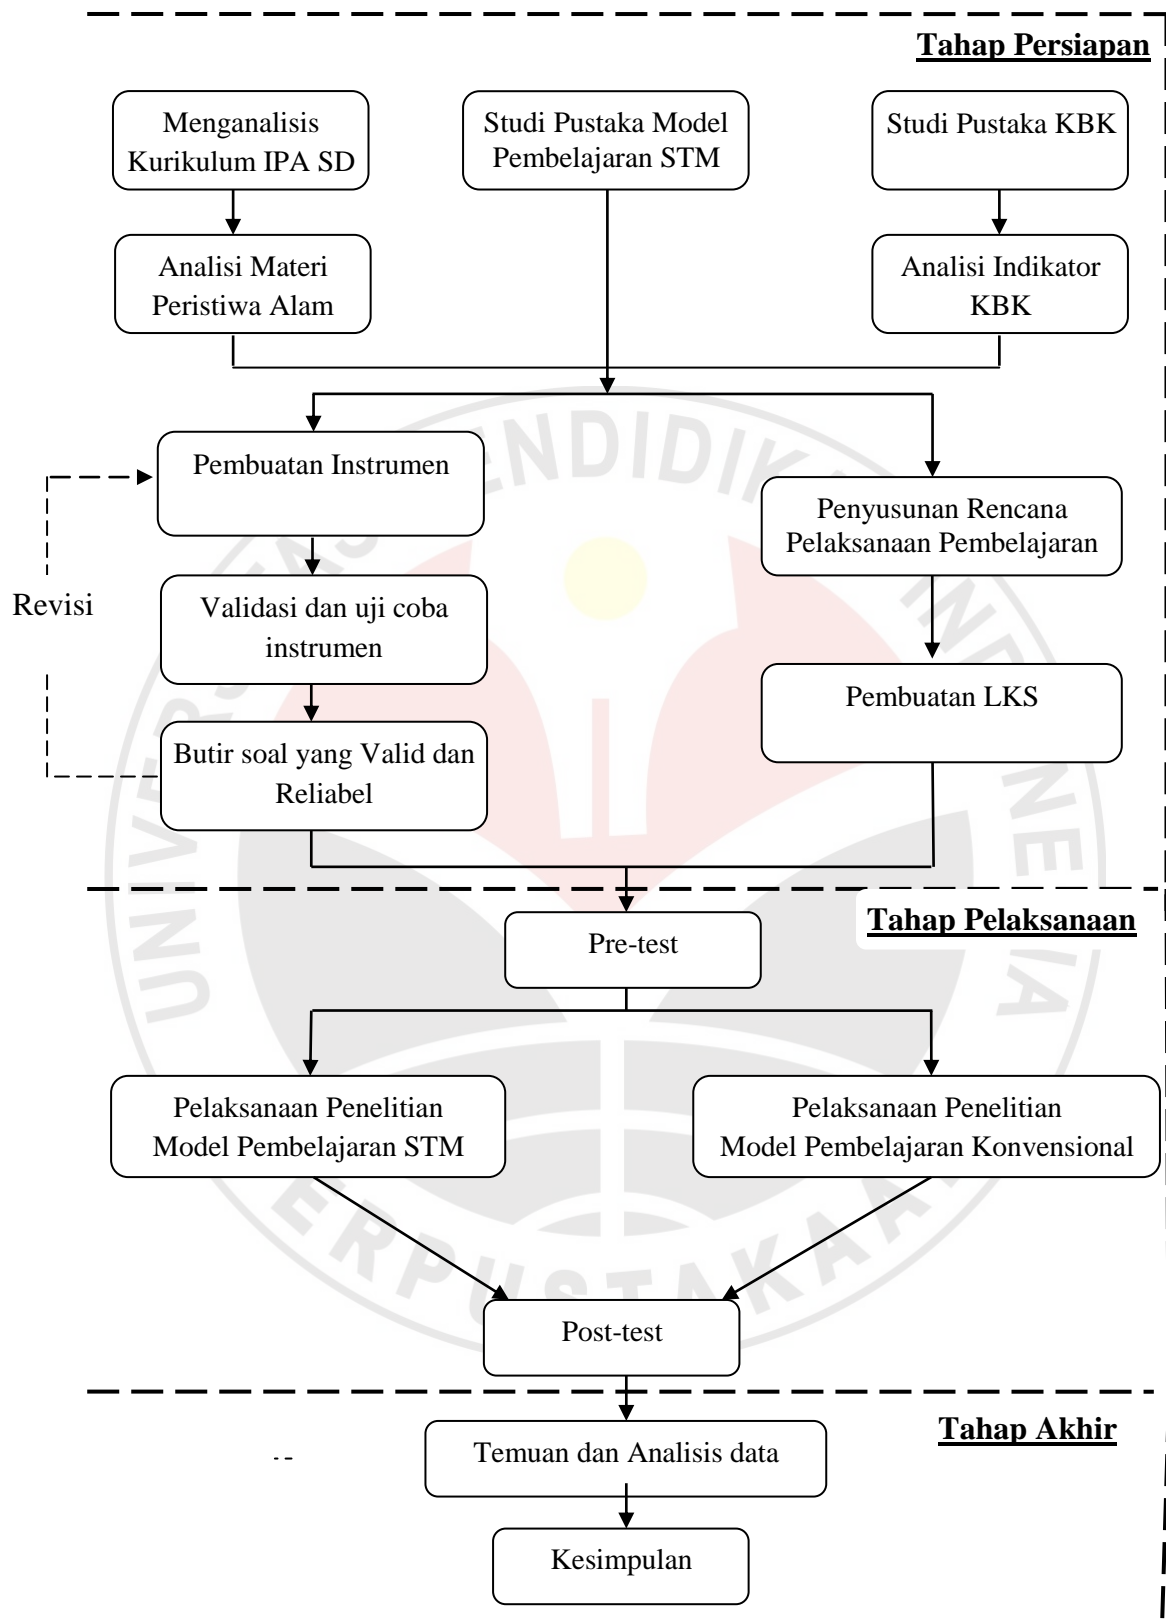 Tahap Persiapan
Menganalisis
Kurikulum IPA SD
Studi Pustaka Model
Pembelajaran STM
Studi Pustaka KBK
Analisi Materi
Peristiwa Alam
Analisi Indikator
KBK
Pembuatan Instrumen
Penyusunan Rencana
Pelaksanaan Pembelajaran
Revisi
Validasi dan uji coba
instrumen
Pembuatan LKS
Butir soal yang Valid dan
Reliabel
Tahap Pelaksanaan
Pre-test
Pelaksanaan Penelitian
Model Pembelajaran STM
Pelaksanaan Penelitian
Model Pembelajaran Konvensional
Post-test
Tahap Akhir
Temuan dan Analisis data
Kesimpulan